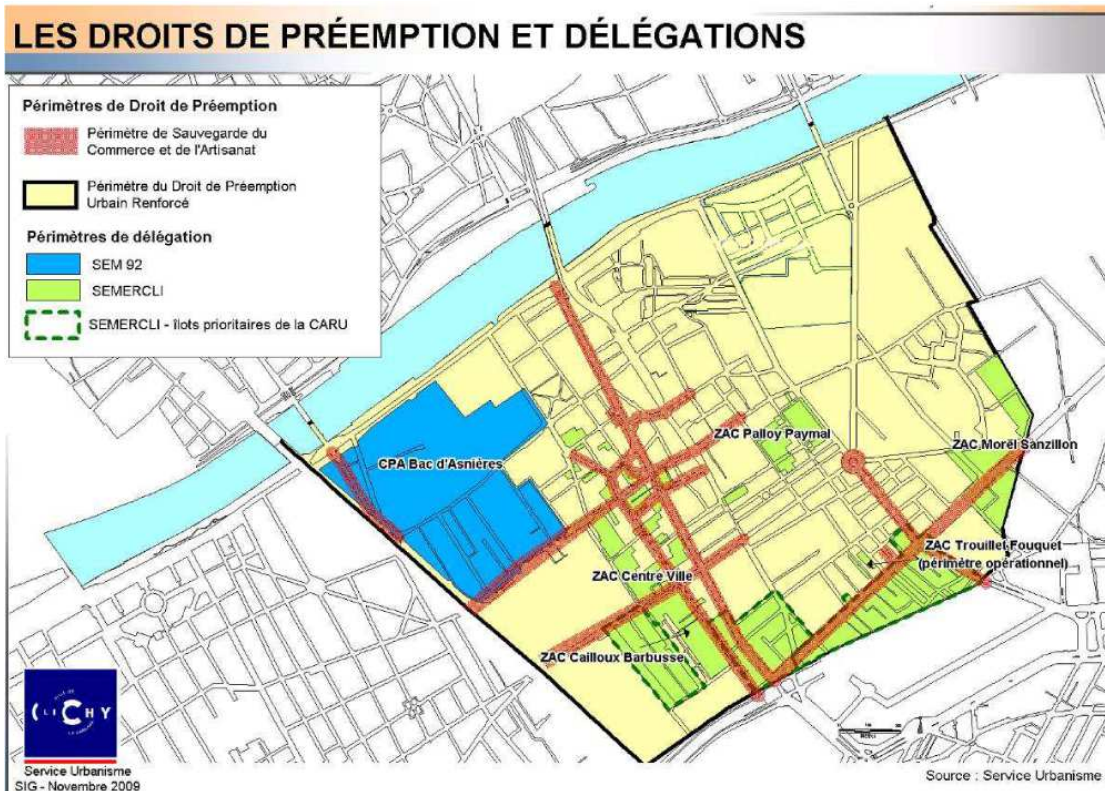 LES DROITS DE PRÉEMPTION ET DÉLÉGATIONS
Périmètres de Droit de Préemption
Périmètre de Sauvegarde du
Commerce et de l'Artisanat
Périmètre du Droit de Préemption
Urbain Renforcé
Périmètres de délégation
SEM 92
SEMERCLI
SEMERCLI - îlots prioritaires de la CARU
CPA Bac d'Asnières
ZAC Palloy Paymal
ZAC Morel Sanzillon
ZAC Trouillet Fouquet
(périmètre opérationnel)
ZAC Centre Ville
ZAC Cailloux Barbusse
CLICHY
Service Urbanisme
SIG - Novembre 2009
Source : Service Urbanisme